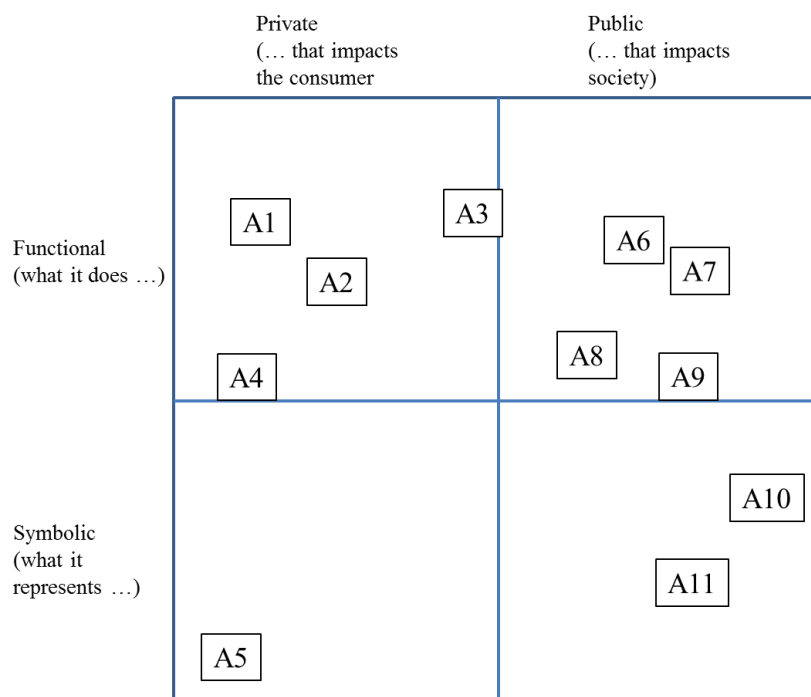 Private
(… that impacts
the consumer
Public
(… that impacts
society)
Functional
(what it does …)
A1
A2
A3
A4
A6
A7
A8
A9
Symbolic
(what it
represents …)
A5
A10
A11